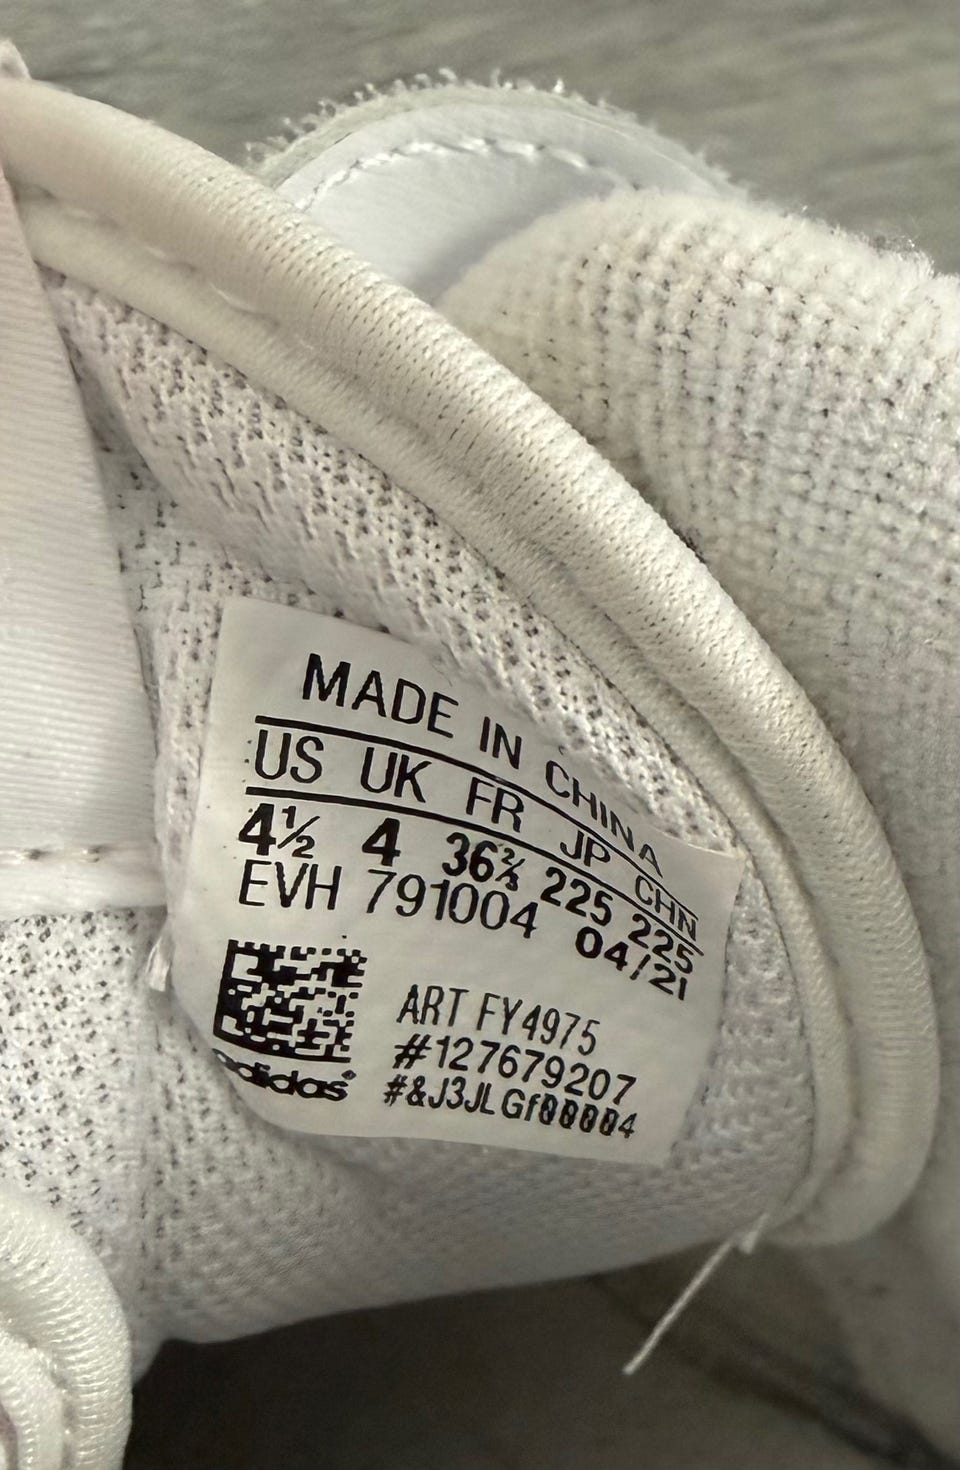 MADE IN CHINA
US UK FR JP CHN
4½ 4 36⅔ 225 225
EVH 791004 04/21
ART FY4975
#127679207
#&J3JLGf00004
adidas®